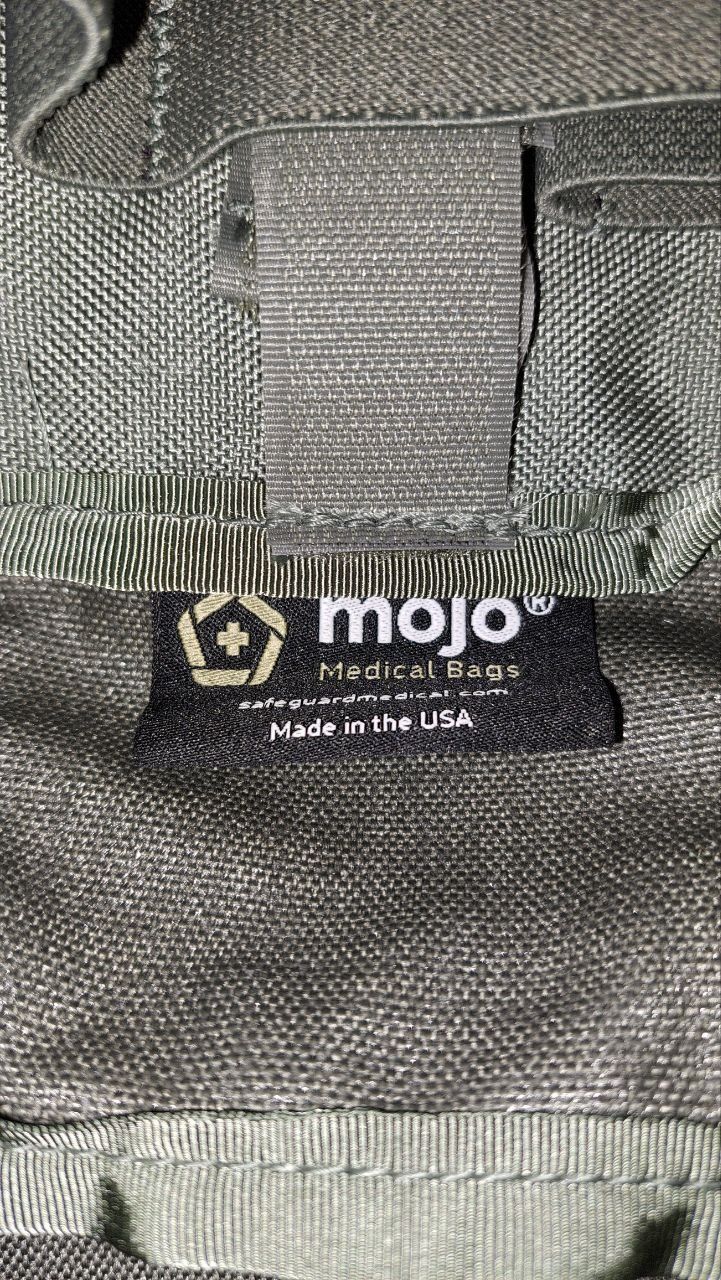 mojo®
Medical Bags
safeguardmedical.com
Made in the USA